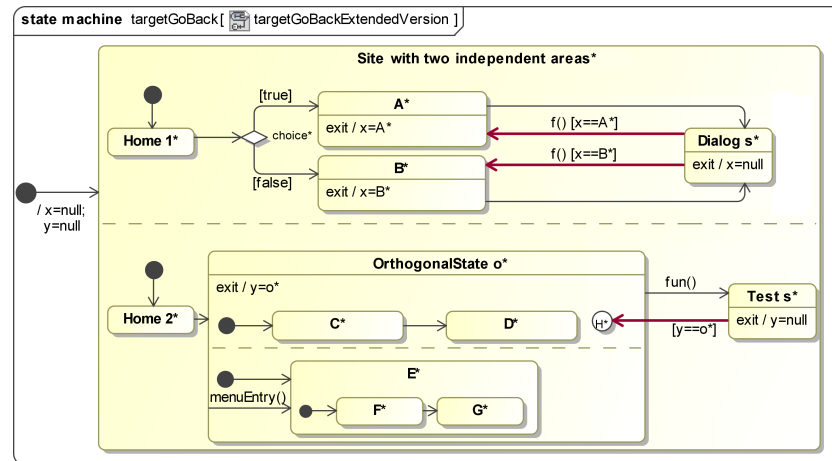 state machine targetGoBack[ targetGoBackExtendedVersion ]
Site with two independent areas*
[true]
A*
exit / x=A*
f() [x==A*]
Home 1*
choice*
Dialog s*
exit / x=null
f() [x==B*]
B*
exit / x=B*
[false]
/ x=null;
y=null
OrthogonalState o*
exit / y=o*
fun()
Home 2*
C*
D*
H*
Test s*
exit / y=null
[y==o*]
E*
menuEntry()
F*
G*